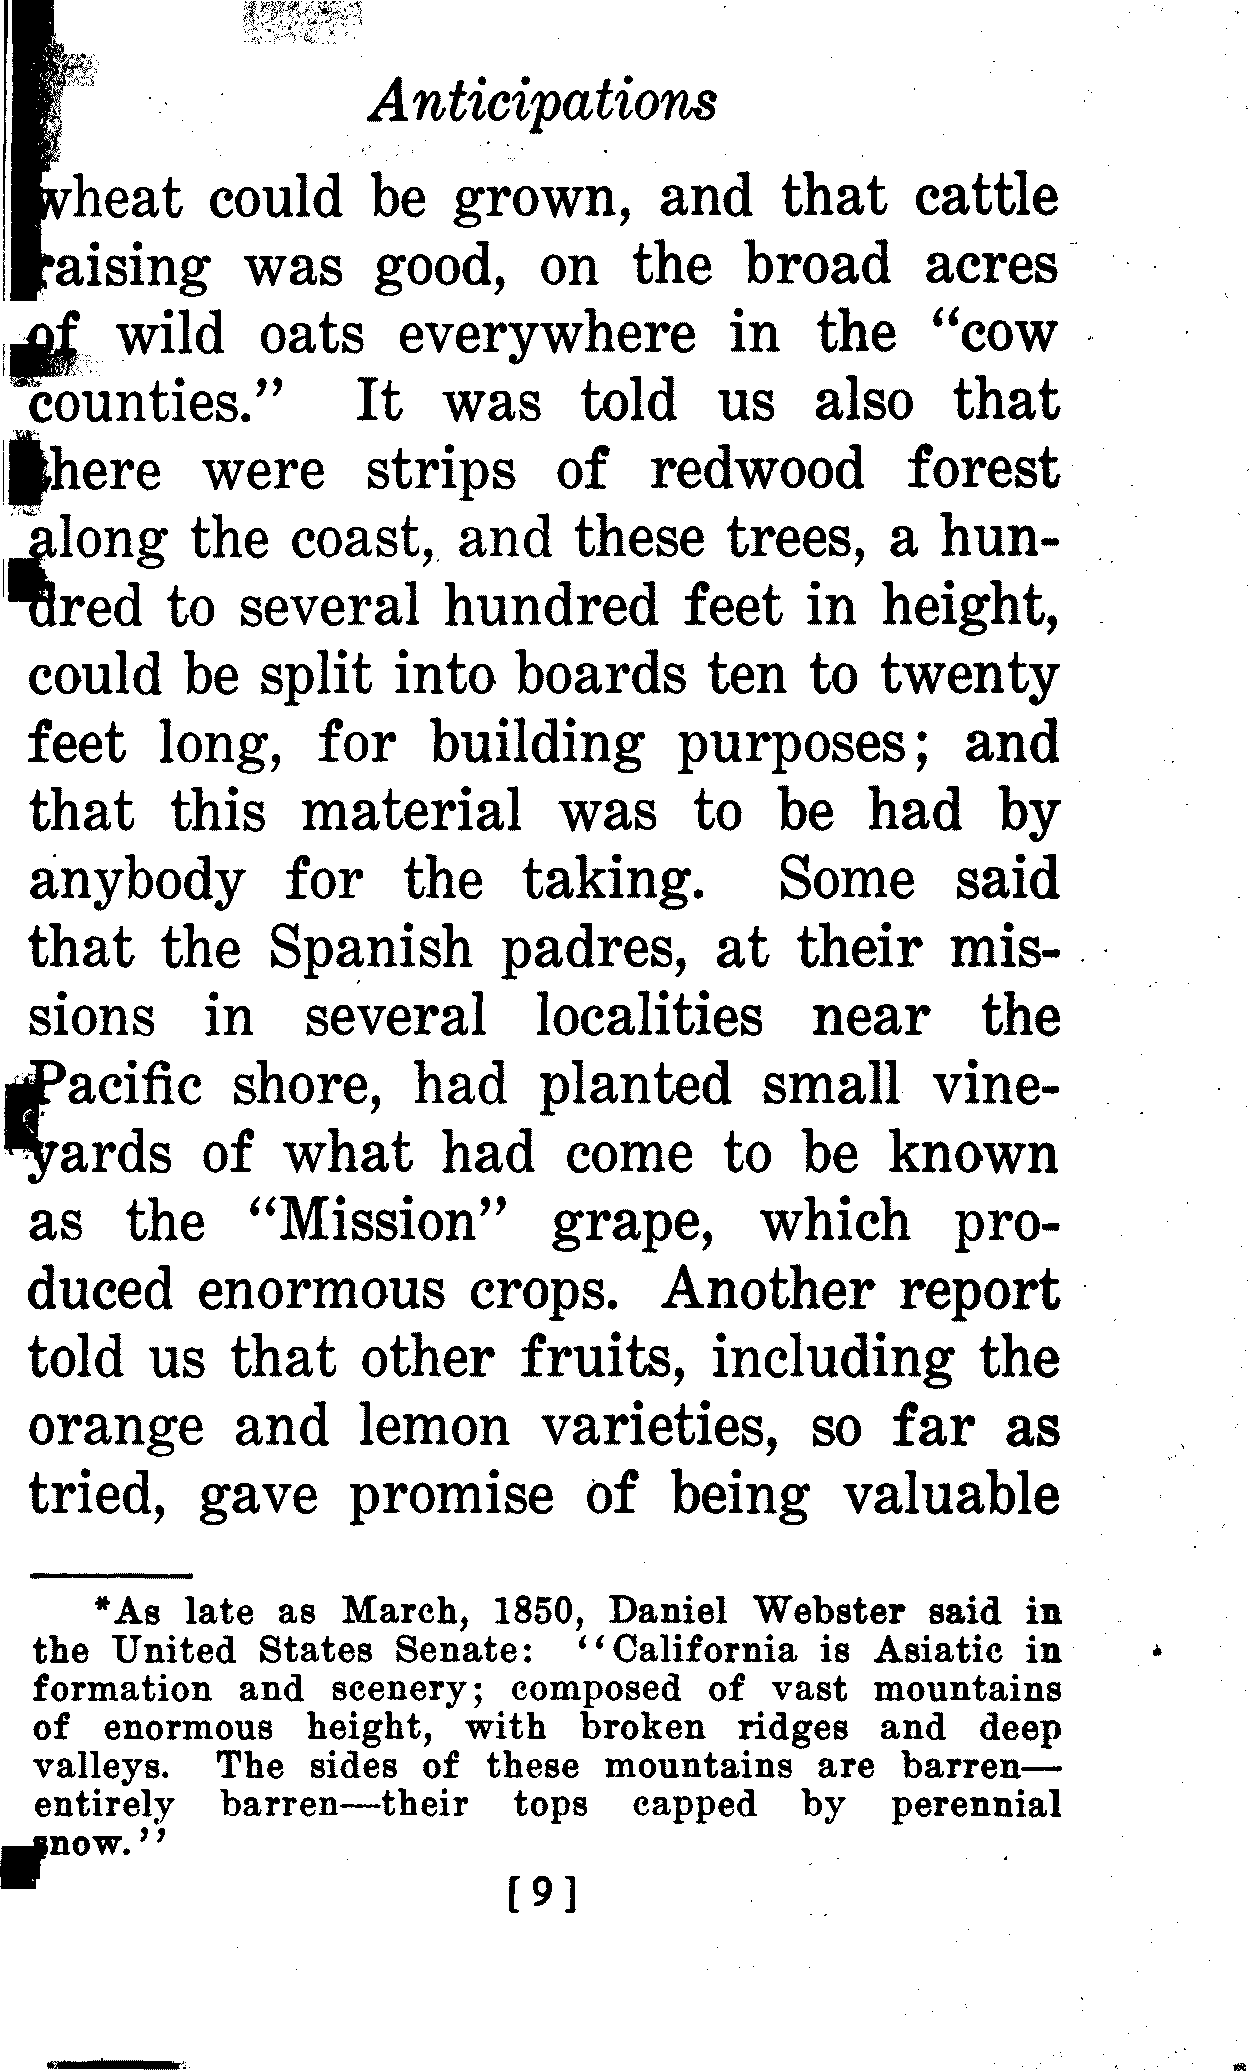 Anticipations
wheat could be grown, and that cattle
raising was good, on the broad acres
of wild oats everywhere in the “cow
counties.” It was told us also that
there were strips of redwood forest
along the coast, and these trees, a hun-
dred to several hundred feet in height,
could be split into boards ten to twenty
feet long, for building purposes; and
that this material was to be had by
anybody for the taking. Some said
that the Spanish padres, at their mis-
sions in several localities near the
Pacific shore, had planted small vine-
yards of what had come to be known
as the “Mission” grape, which pro-
duced enormous crops. Another report
told us that other fruits, including the
orange and lemon varieties, so far as
tried, gave promise of being valuable
*As late as March, 1850, Daniel Webster said in
the United States Senate: ‘‘California is Asiatic in
formation and scenery; composed of vast mountains
of enormous height, with broken ridges and deep
valleys. The sides of these mountains are barren—
entirely barren—their tops capped by perennial
snow.’’
[9]